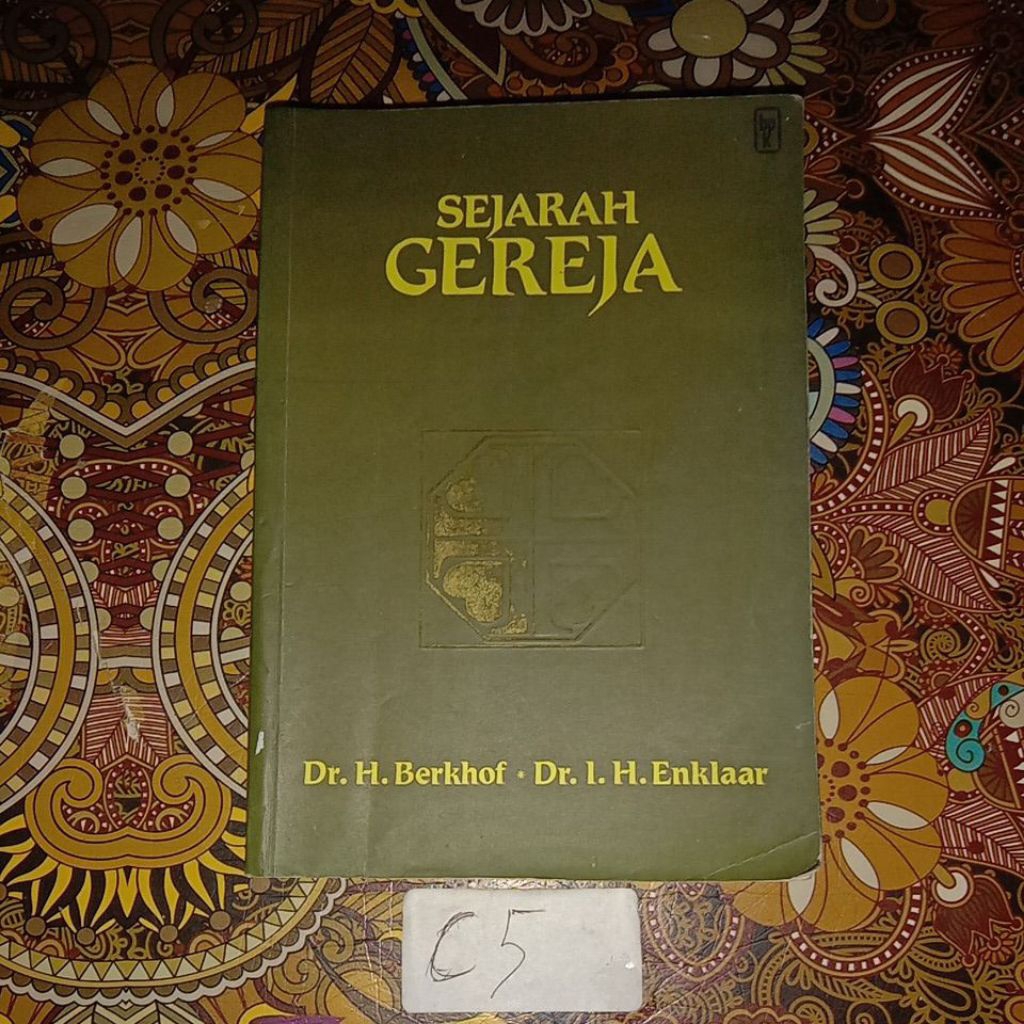 SEJARAH
GEREJA
Dr. H. Berkhof * Dr. I. H. Enklaar
C5